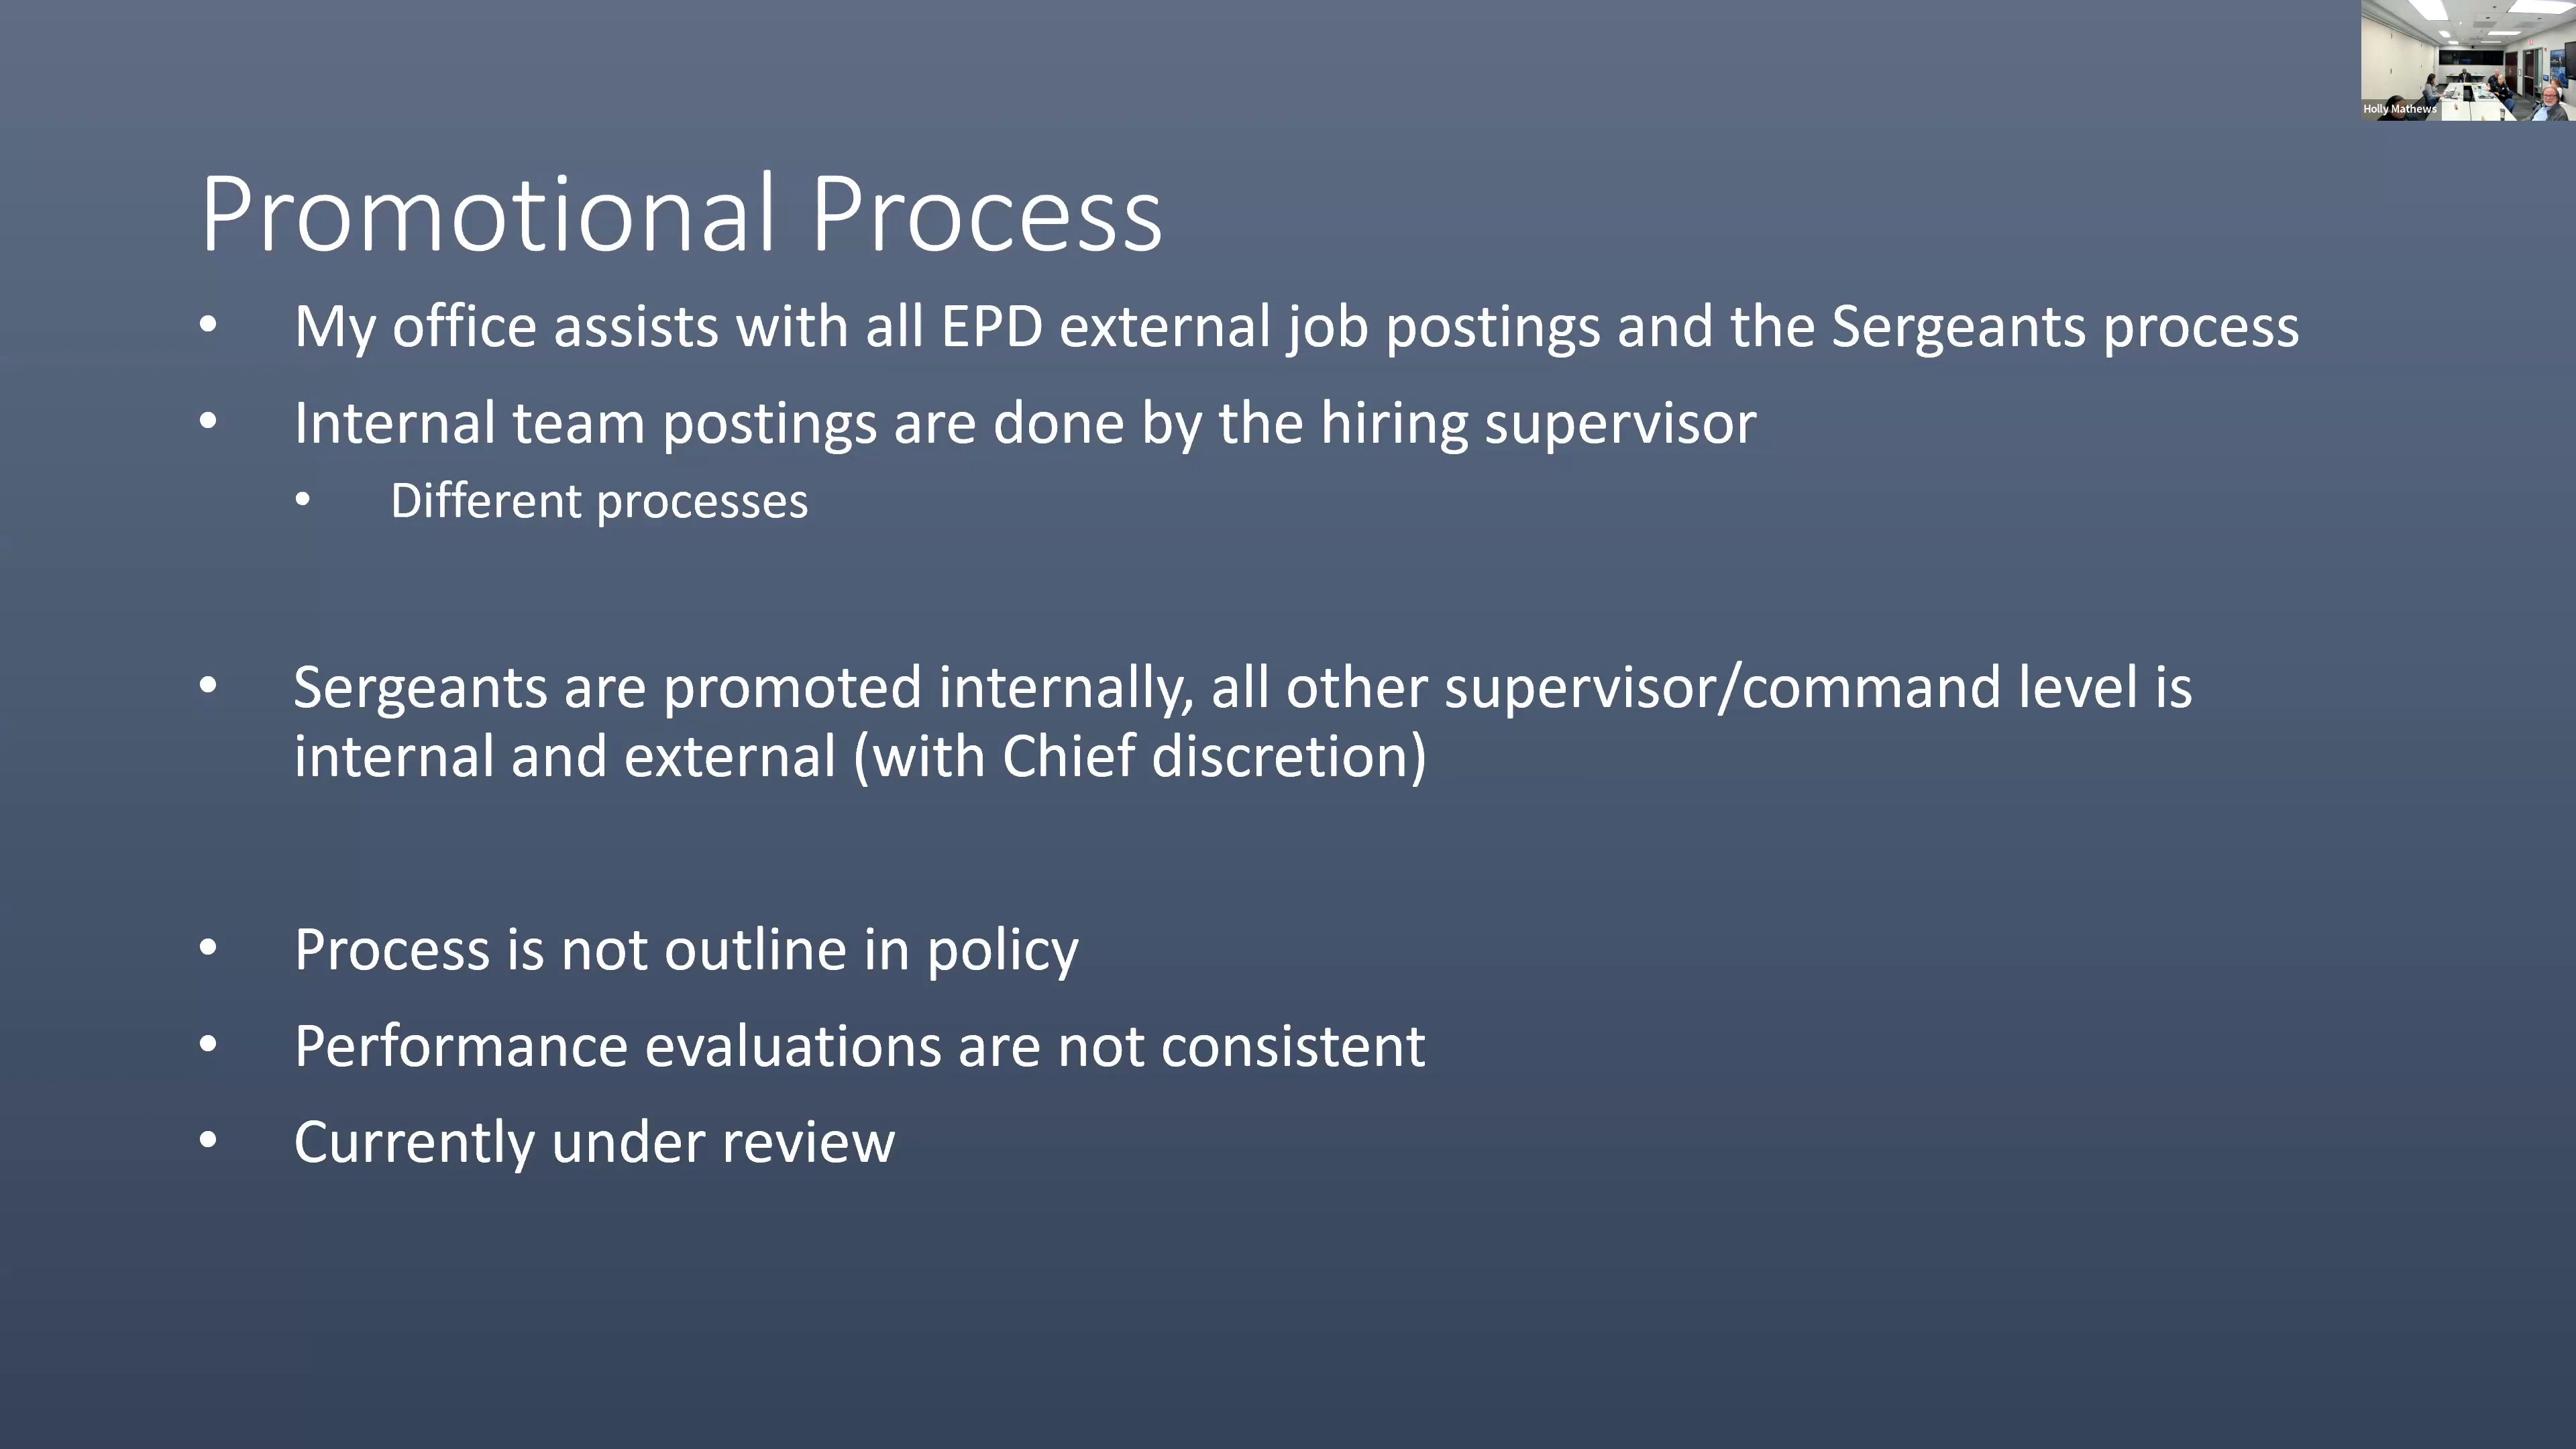 Holly Mathews
Promotional Process
• My office assists with all EPD external job postings and the Sergeants process
• Internal team postings are done by the hiring supervisor
• Different processes
• Sergeants are promoted internally, all other supervisor/command level is
internal and external (with Chief discretion)
• Process is not outline in policy
• Performance evaluations are not consistent
• Currently under review